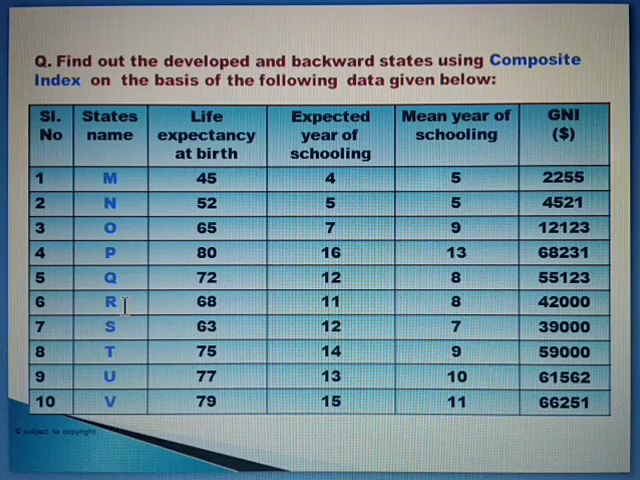 Q. Find out the developed and backward states using Composite
Index on the basis of the following data given below:
Sl. No | States name | Life expectancy at birth | Expected year of schooling | Mean year of schooling | GNI ($)
1 M 45 4 5 2255
2 N 52 5 5 4521
3 O 65 7 9 12123
4 P 80 16 13 68231
5 Q 72 12 8 55123
6 R 68 11 8 42000
7 S 63 12 7 39000
8 T 75 14 9 59000
9 U 77 13 10 61562
10 V 79 15 11 66251
© subject to copyright